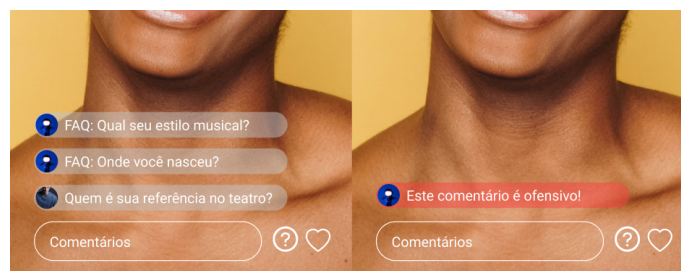 FAQ: Qual seu estilo musical?
FAQ: Onde você nasceu?
Quem é sua referência no teatro?
Comentários
?
Este comentário é ofensivo!
Comentários
?